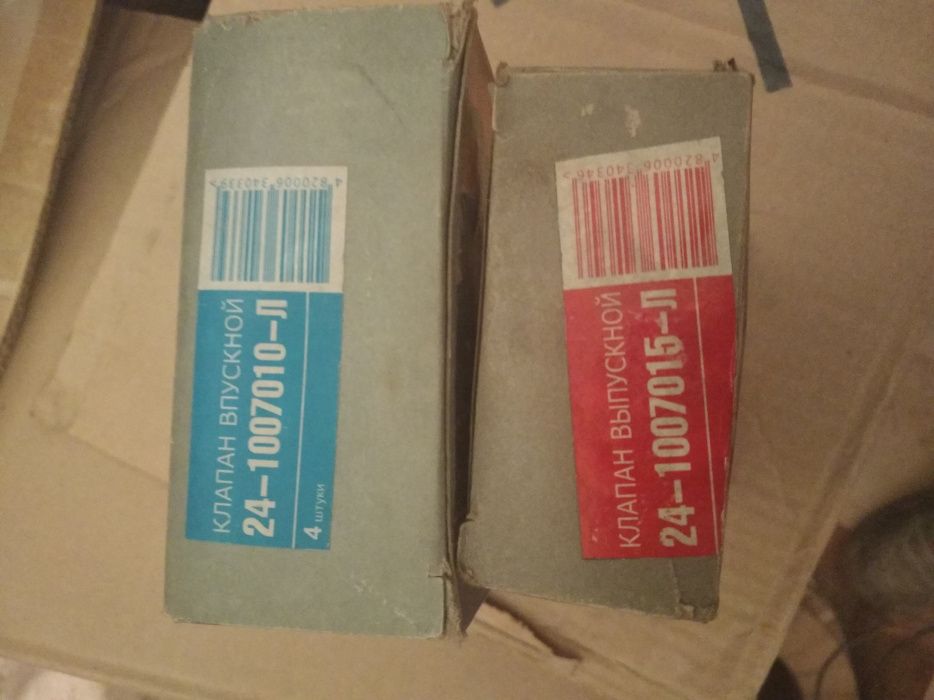 КЛАПАН ВПУСКНОЙ
24-1007010-Л
4 штуки
4 820006 340339 >
КЛАПАН ВЫПУСКНОЙ
24-1007015-Л
4 820006 340346 >